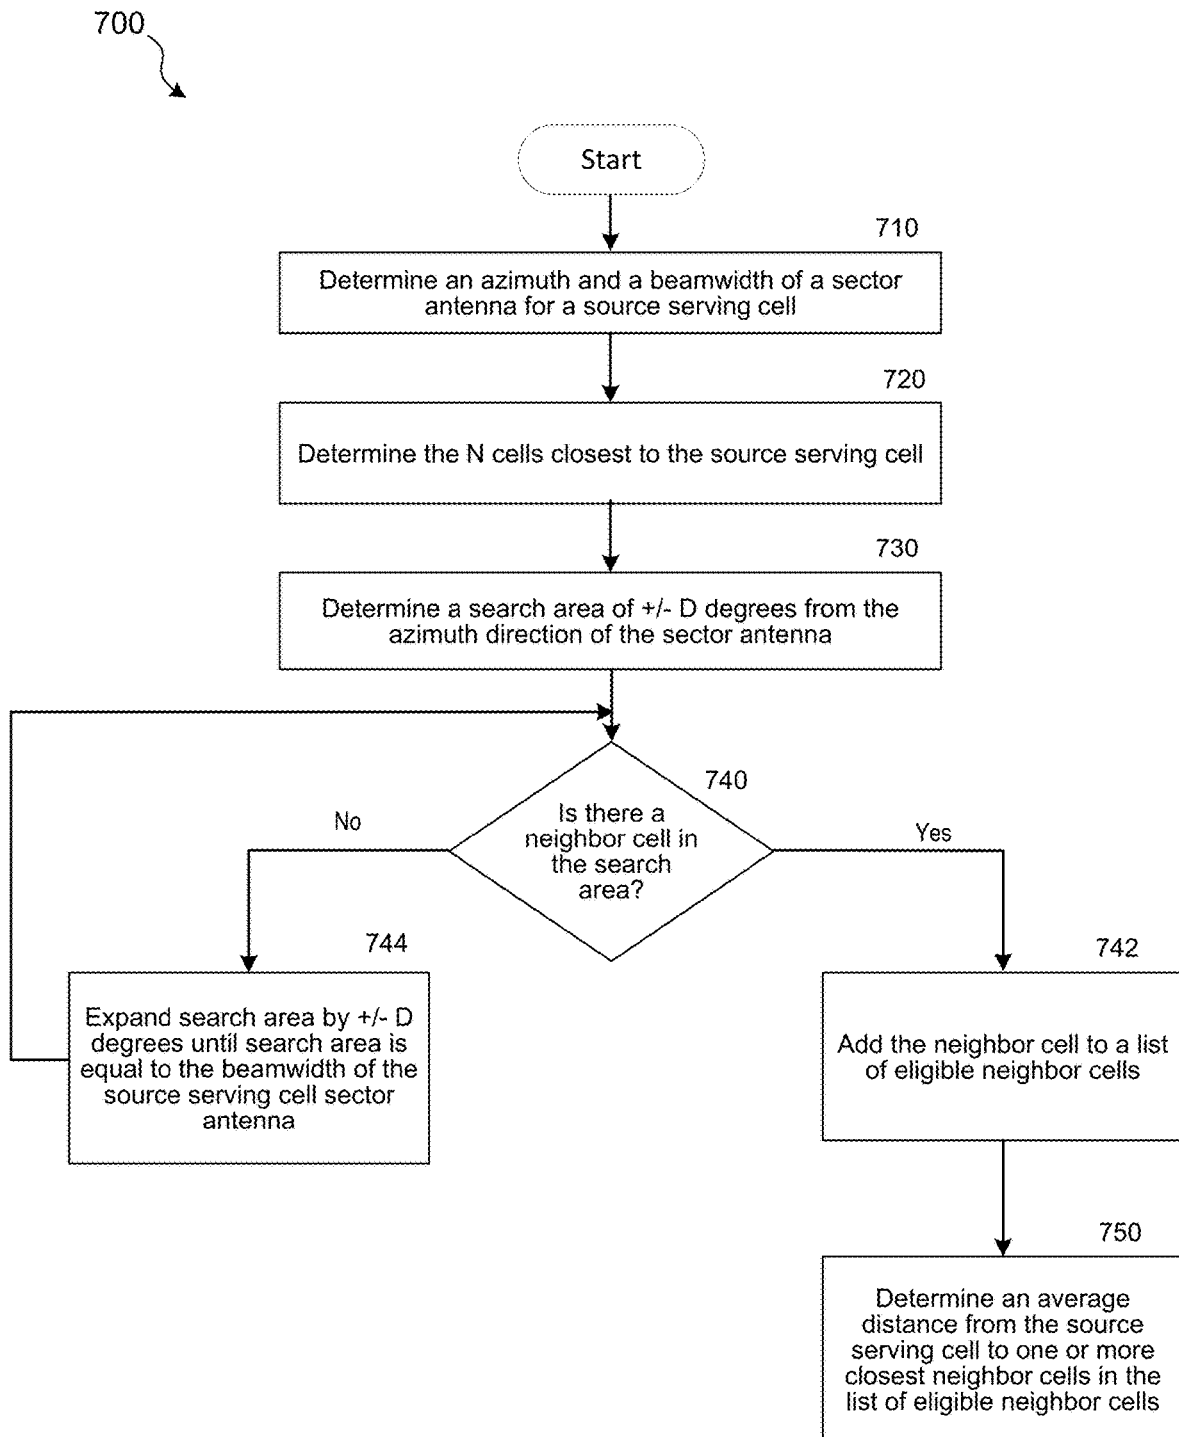 700
Start
710
Determine an azimuth and a beamwidth of a sector
antenna for a source serving cell
720
Determine the N cells closest to the source serving cell
730
Determine a search area of +/- D degrees from the
azimuth direction of the sector antenna
740
Is there a
neighbor cell in
the search
area?
No
Yes
744
Expand search area by +/- D
degrees until search area is
equal to the beamwidth of the
source serving cell sector
antenna
742
Add the neighbor cell to a list
of eligible neighbor cells
750
Determine an average
distance from the source
serving cell to one or more
closest neighbor cells in the
list of eligible neighbor cells